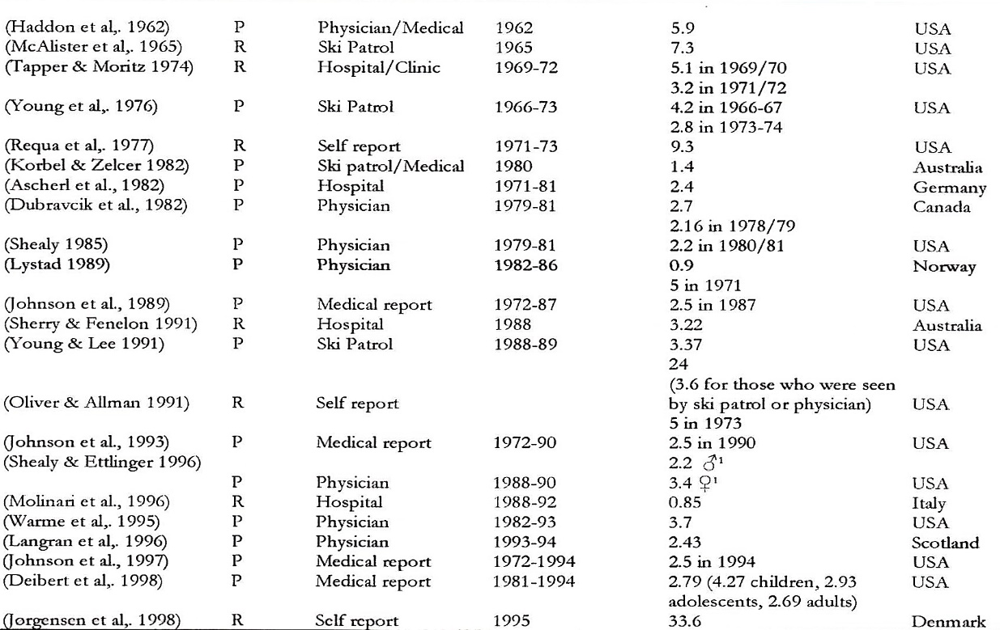 (Haddon et al,. 1962) P Physician/Medical 1962 5.9 USA
(McAlister et al,. 1965) R Ski Patrol 1965 7.3 USA
(Tapper & Moritz 1974) R Hospital/Clinic 1969-72 5.1 in 1969/70 USA
3.2 in 1971/72
(Young et al,. 1976) P Ski Patrol 1966-73 4.2 in 1966-67 USA
2.8 in 1973-74
(Requa et al,. 1977) R Self report 1971-73 9.3 USA
(Korbel & Zelcer 1982) P Ski patrol/Medical 1980 1.4 Australia
(Ascherl et al., 1982) P Hospital 1971-81 2.4 Germany
(Dubravcik et al., 1982) P Physician 1979-81 2.7 Canada
2.16 in 1978/79
(Shealy 1985) P Physician 1979-81 2.2 in 1980/81 USA
(Lystad 1989) P Physician 1982-86 0.9 Norway
5 in 1971
(Johnson et al., 1989) P Medical report 1972-87 2.5 in 1987 USA
(Sherry & Fenelon 1991) R Hospital 1988 3.22 Australia
(Young & Lee 1991) P Ski Patrol 1988-89 3.37 USA
24
(3.6 for those who were seen
(Oliver & Allman 1991) R Self report by ski patrol or physician) USA
5 in 1973
(Johnson et al., 1993) P Medical report 1972-90 2.5 in 1990 USA
(Shealy & Ettlinger 1996) 2.2 ♂¹
P Physician 1988-90 3.4 ♀¹ USA
(Molinari et al., 1996) R Hospital 1988-92 0.85 Italy
(Warme et al,. 1995) P Physician 1982-93 3.7 USA
(Langran et al,. 1996) P Physician 1993-94 2.43 Scotland
(Johnson et al., 1997) P Medical report 1972-1994 2.5 in 1994 USA
(Deibert et al,. 1998) P Medical report 1981-1994 2.79 (4.27 children, 2.93 USA
adolescents, 2.69 adults)
(Jørgensen et al,. 1998) R Self report 1995 33.6 Denmark